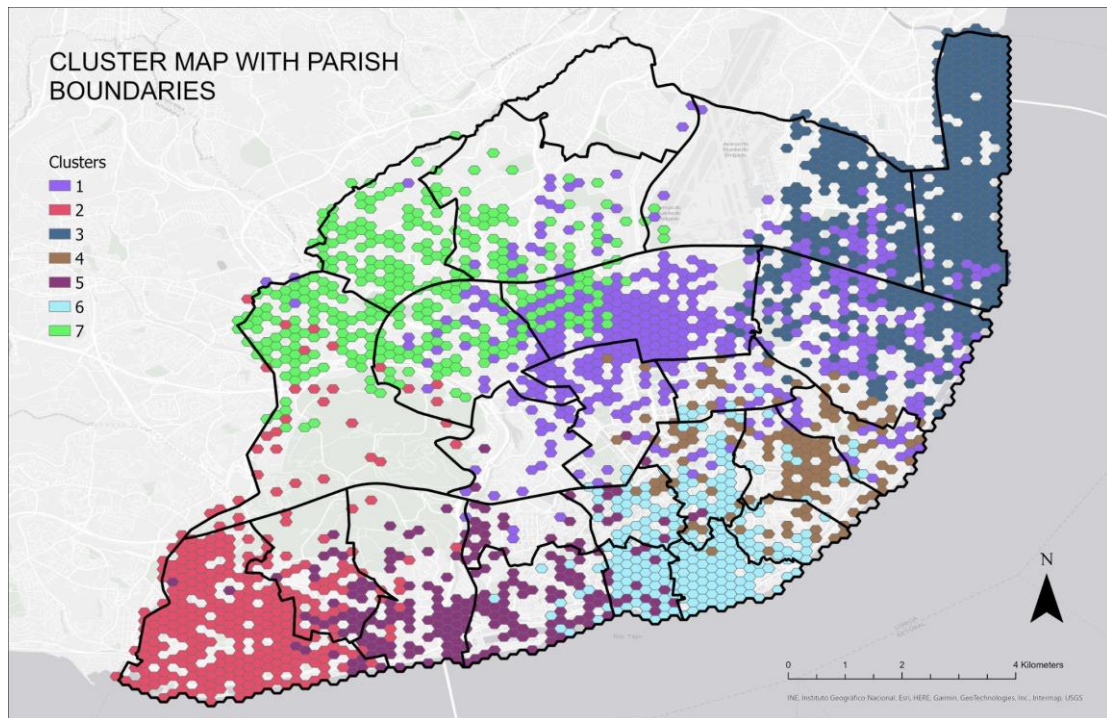 CLUSTER MAP WITH PARISH
BOUNDARIES
Clusters
1
2
3
4
5
6
7
N
0 1 2 4 Kilometers
INE, Instituto Geográfico Nacional, Esri, HERE, Garmin, GeoTechnologies, Inc., Intermap, USGS